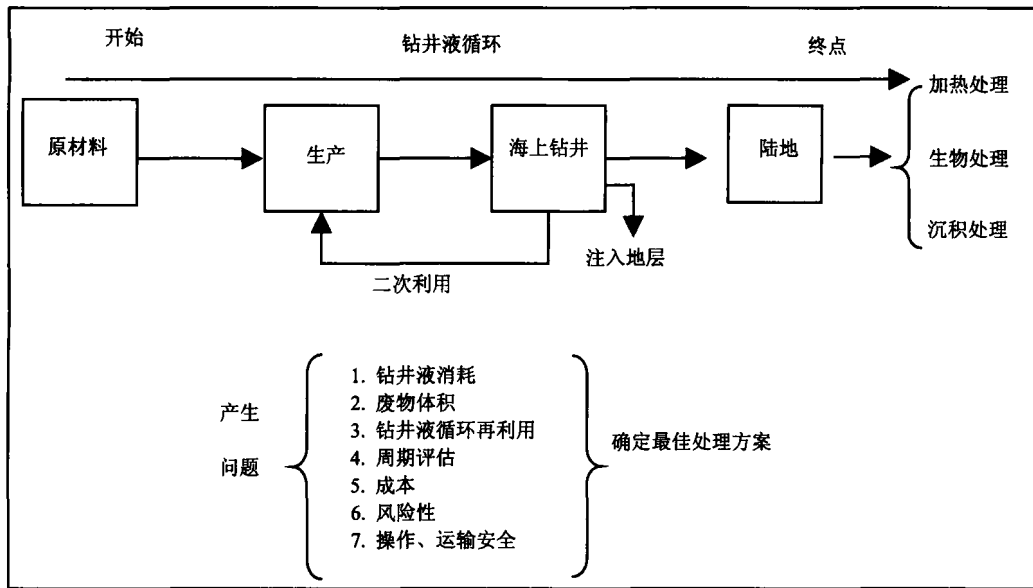 开始
钻井液循环
终点
原材料
生产
海上钻井
陆地
加热处理
生物处理
沉积处理
注入地层
二次利用
产生
问题
1. 钻井液消耗
2. 废物体积
3. 钻井液循环再利用
4. 周期评估
5. 成本
6. 风险性
7. 操作、运输安全
确定最佳处理方案